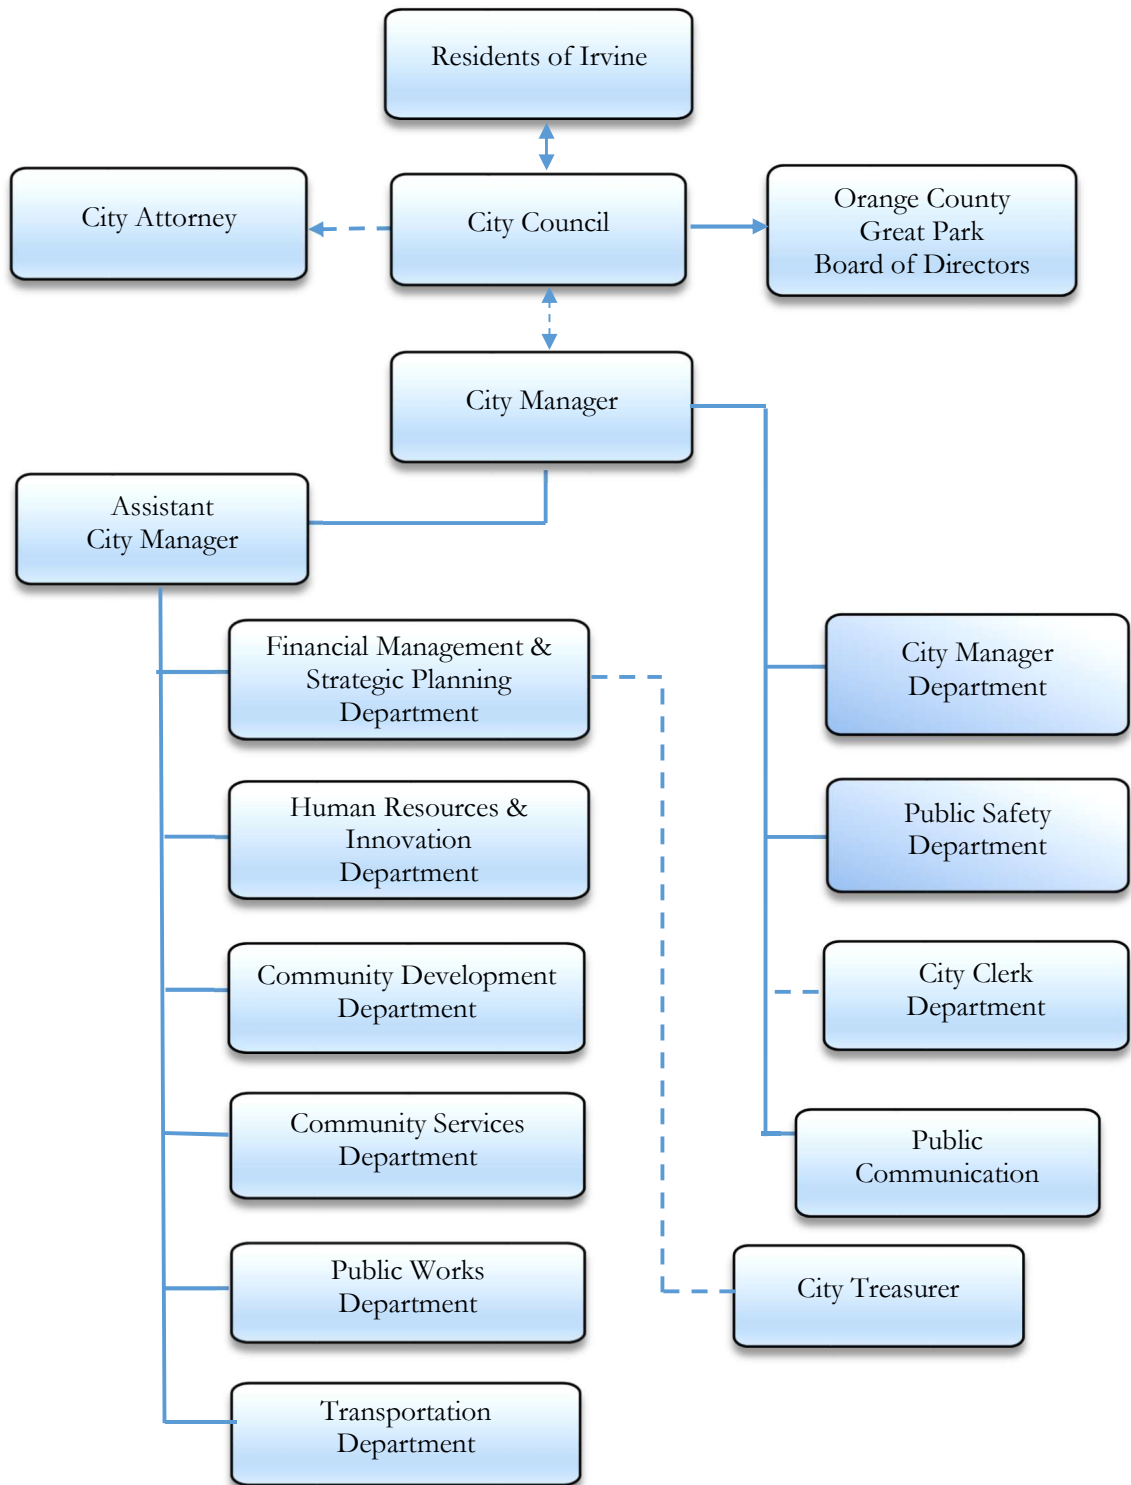 Residents of Irvine
City Attorney
City Council
Orange County
Great Park
Board of Directors
City Manager
Assistant
City Manager
Financial Management &
Strategic Planning
Department
Human Resources &
Innovation
Department
Community Development
Department
Community Services
Department
Public Works
Department
Transportation
Department
City Manager
Department
Public Safety
Department
City Clerk
Department
Public
Communication
City Treasurer